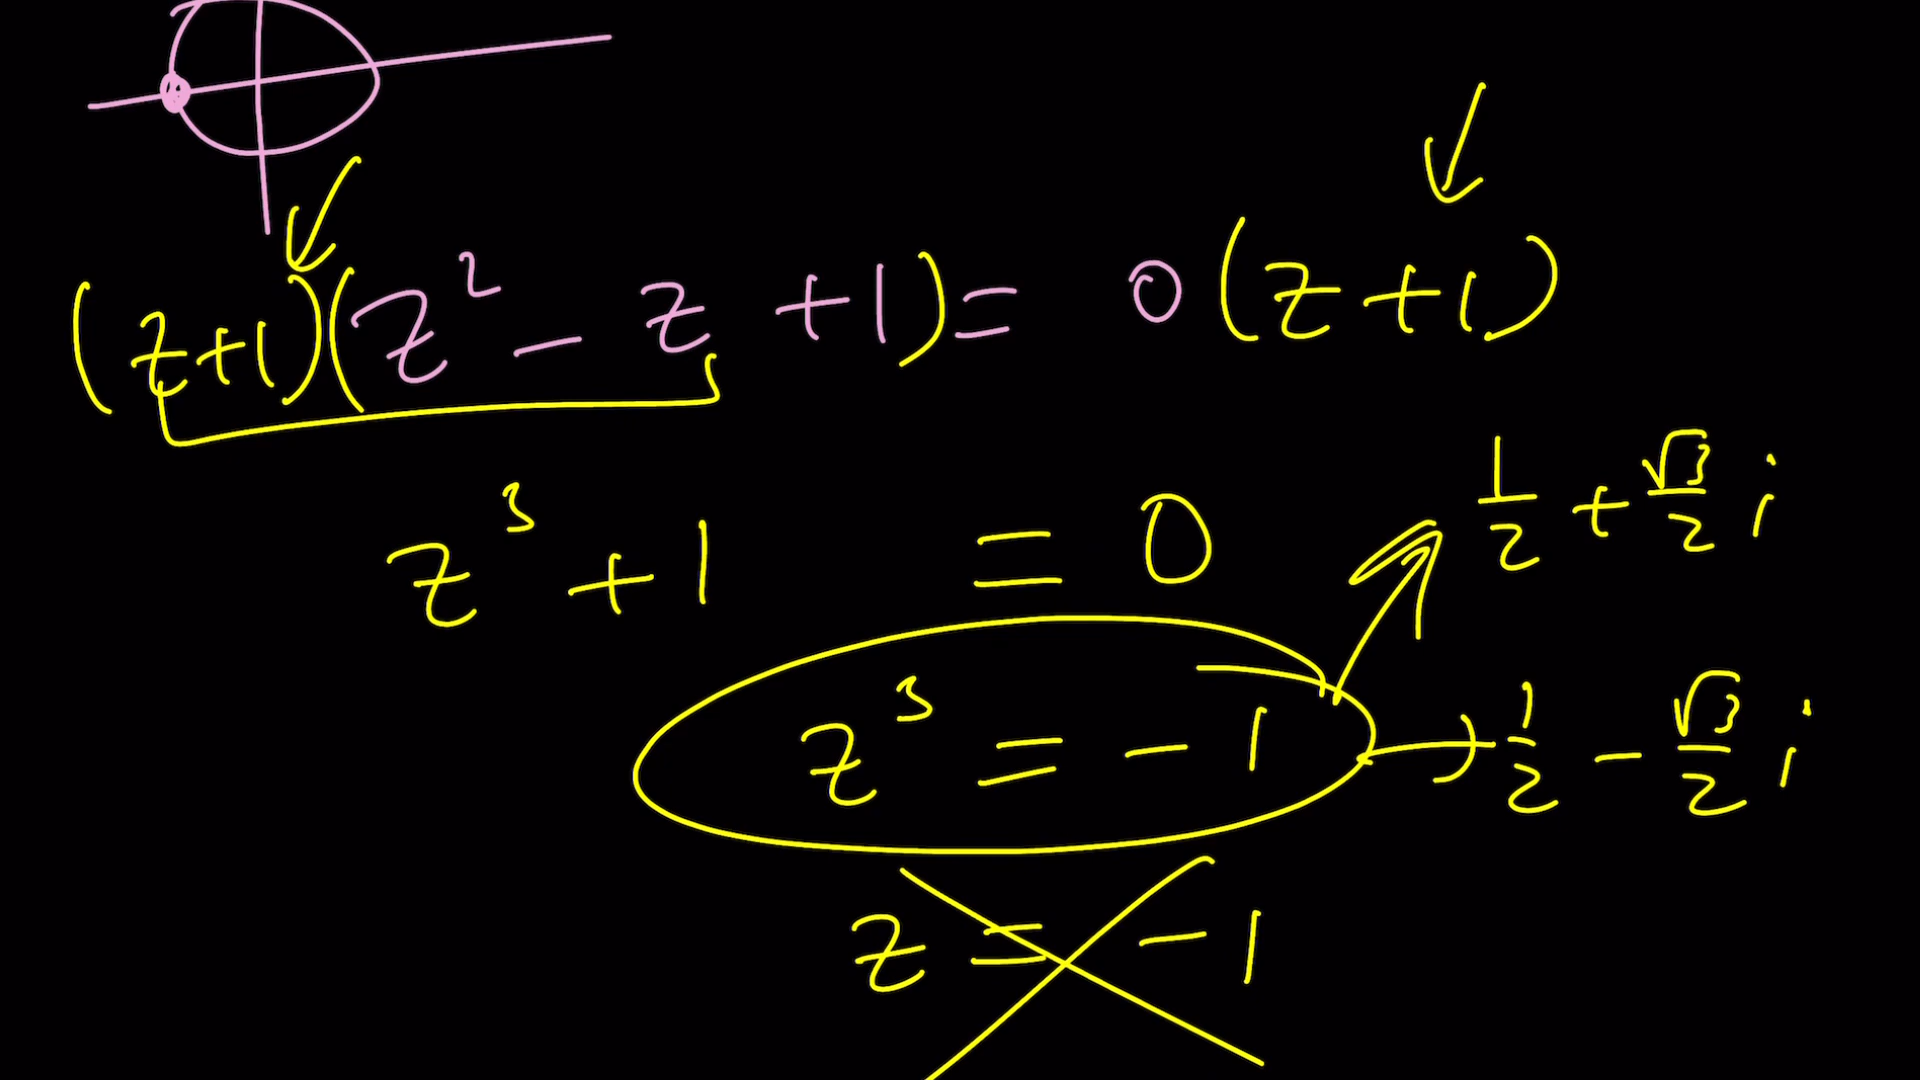 (z+1)(z² - z + 1) = 0 (z+1)
z³ + 1 = 0
1/2 + √3/2 i
z³ = -1
1/2 - √3/2 i
z = -1